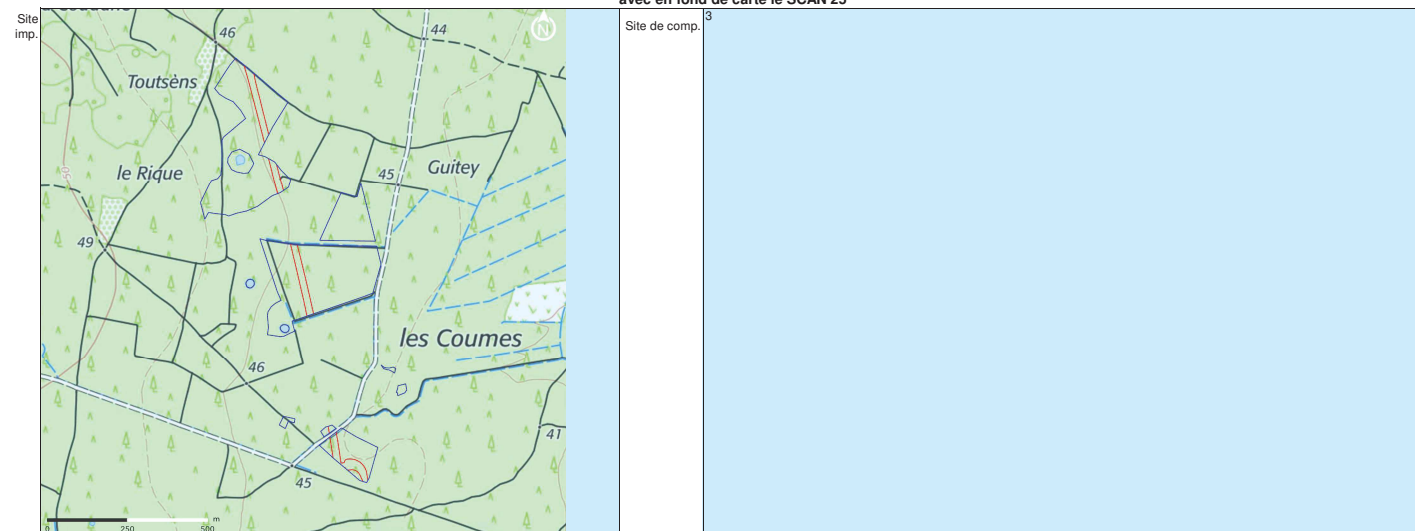 avec en fond de carte le SCAN 25
Site
imp.
Site de comp.
3
N
46
44
Toutsèns
50
le Rique
45
Guitey
49
les Coumes
46
41
45
0 250 500 m